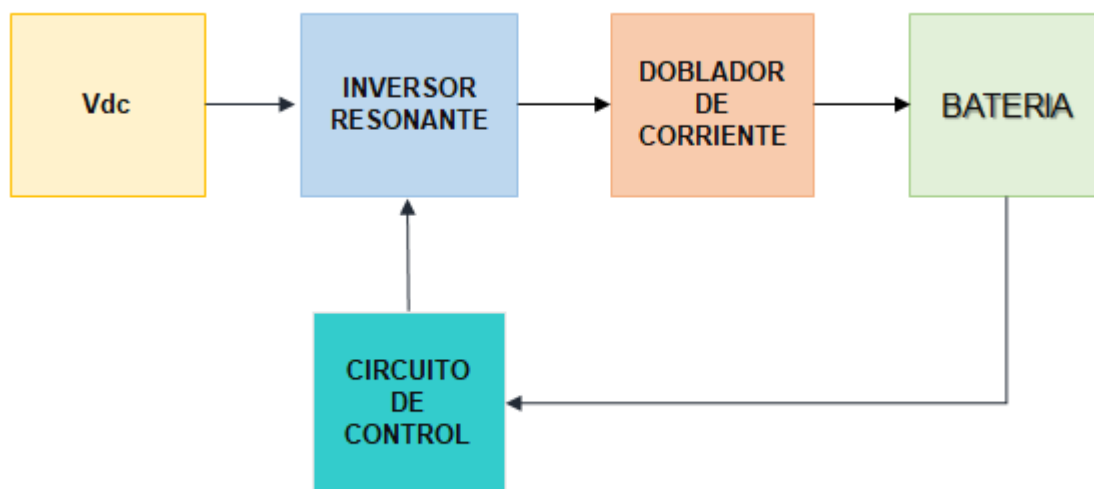 Vdc
INVERSOR
RESONANTE
DOBLADOR
DE
CORRIENTE
BATERIA
CIRCUITO
DE
CONTROL